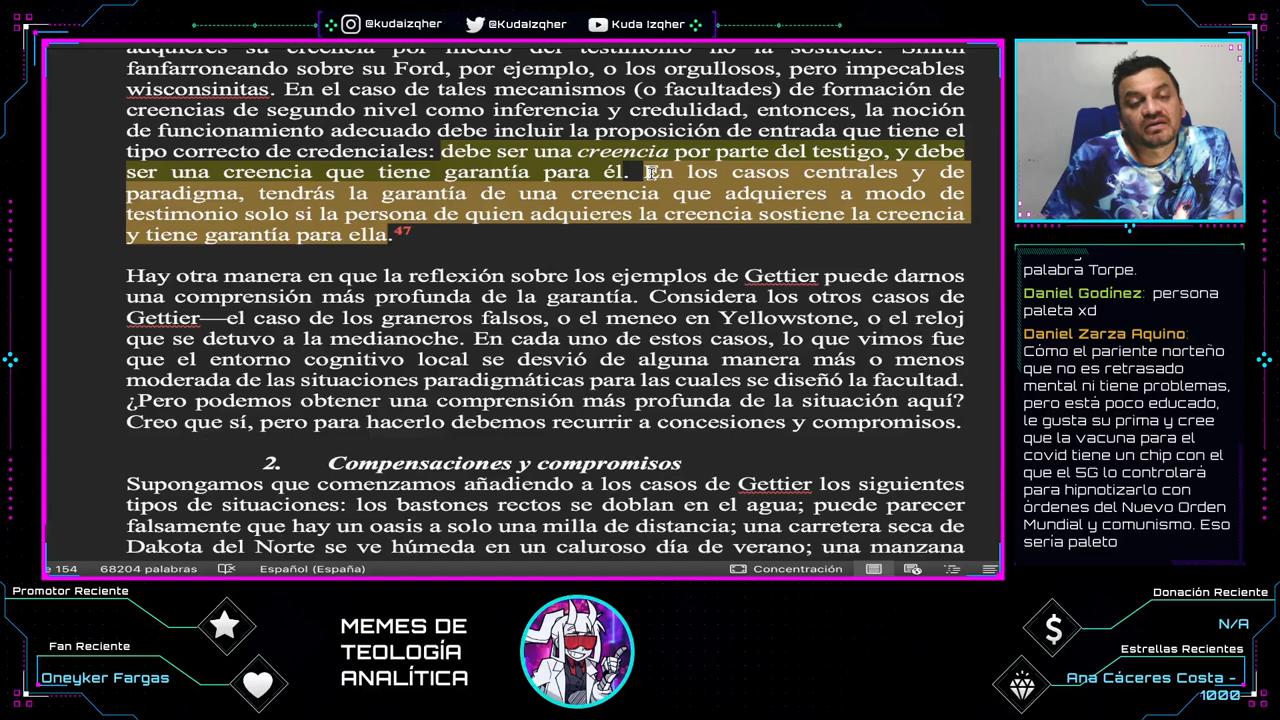 @kudaizqher
@KudaIzqher
Kuda Izqher
adquieres su creencia por medio del testimonio no la sostiene. Smith
fanfarroneando sobre su Ford, por ejemplo, o los orgullosos, pero impecables
wisconsinitas. En el caso de tales mecanismos (o facultades) de formación de
creencias de segundo nivel como inferencia y credulidad, entonces, la noción
de funcionamiento adecuado debe incluir la proposición de entrada que tiene el
tipo correcto de credenciales: debe ser una creencia por parte del testigo, y debe
ser una creencia que tiene garantía para él. En los casos centrales y de
paradigma, tendrás la garantía de una creencia que adquieres a modo de
testimonio solo si la persona de quien adquieres la creencia sostiene la creencia
y tiene garantía para ella.47
Hay otra manera en que la reflexión sobre los ejemplos de Gettier puede darnos
una comprensión más profunda de la garantía. Considera los otros casos de
Gettier—el caso de los graneros falsos, o el meneo en Yellowstone, o el reloj
que se detuvo a la medianoche. En cada uno de estos casos, lo que vimos fue
que el entorno cognitivo local se desvió de alguna manera más o menos
moderada de las situaciones paradigmáticas para las cuales se diseñó la facultad.
¿Pero podemos obtener una comprensión más profunda de la situación aquí?
Creo que sí, pero para hacerlo debemos recurrir a concesiones y compromisos.
2. Compensaciones y compromisos
Supongamos que comenzamos añadiendo a los casos de Gettier los siguientes
tipos de situaciones: los bastones rectos se doblan en el agua; puede parecer
falsamente que hay un oasis a solo una milla de distancia; una carretera seca de
Dakota del Norte se ve húmeda en un caluroso día de verano; una manzana
e 154 68204 palabras Español (España) Concentración
palabra Torpe.
Daniel Godínez: persona
paleta xd
Daniel Zarza Aquino:
Cómo el pariente norteño
que no es retrasado
mental ni tiene problemas,
pero está poco educado,
le gusta su prima y cree
que la vacuna para el
covid tiene un chip con el
que el 5G lo controlará
para hipnotizarlo con
órdenes del Nuevo Orden
Mundial y comunismo. Eso
sería paleto
Promotor Reciente
Fan Reciente
Oneyker Fargas
MEMES DE
TEOLOGÍA
ANALÍTICA
Donación Reciente
N/A
Estrellas Recientes
Ana Cáceres Costa -
1000